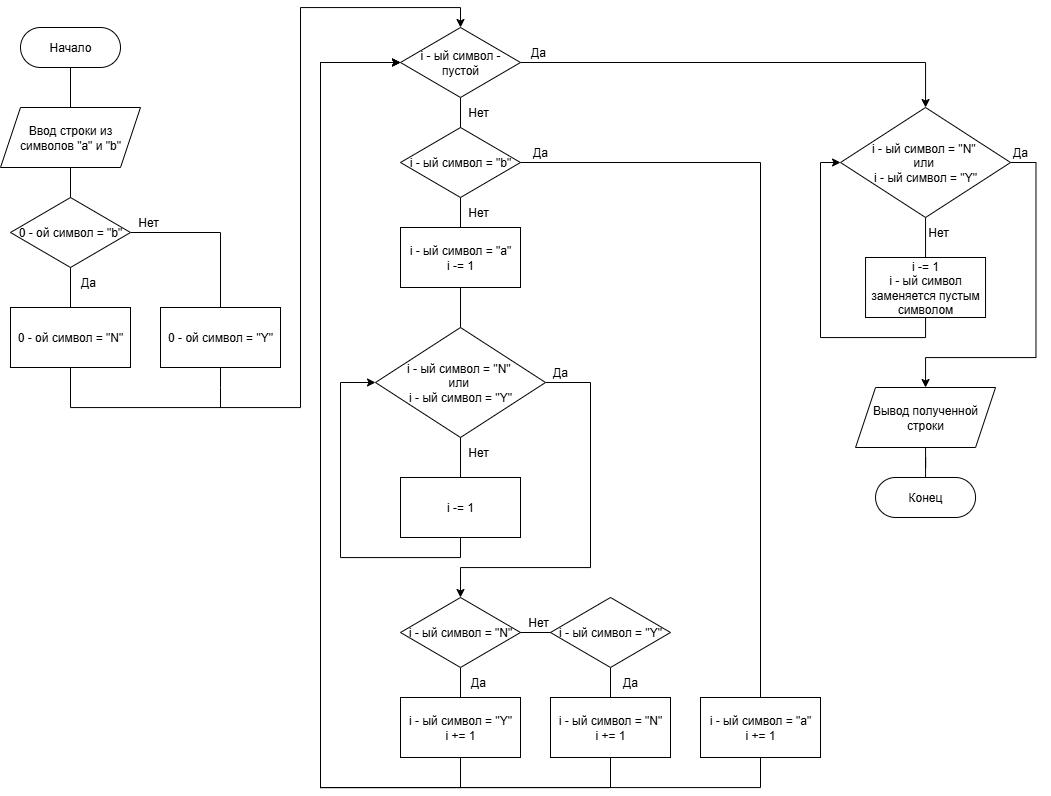 Начало
Ввод строки из
символов "a" и "b"
0 - ой символ = "b"
Нет
Да
0 - ой символ = "N"
0 - ой символ = "Y"
i - ый символ -
пустой
Да
Нет
i - ый символ = "b"
Да
Нет
i - ый символ = "a"
i -= 1
i - ый символ = "N"
или
i - ый символ = "Y"
Да
Нет
i -= 1
i - ый символ = "N"
Нет
i - ый символ = "Y"
Да
Да
i - ый символ = "Y"
i += 1
i - ый символ = "N"
i += 1
i - ый символ = "a"
i += 1
i - ый символ = "N"
или
i - ый символ = "Y"
Да
Нет
i -= 1
i - ый символ
заменяется пустым
символом
Вывод полученной
строки
Конец